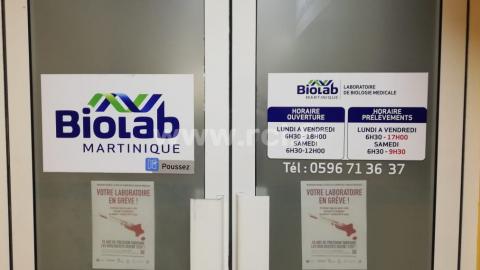 Biolab
MARTINIQUE
Poussez
Biolab
MARTINIQUE
LABORATOIRE
DE BIOLOGIE MEDICALE
HORAIRE
OUVERTURE
LUNDI A VENDREDI
6H30 - 18H00
SAMEDI
6H30-12H00
HORAIRE
PRÉLÈVEMENTS
LUNDI A VENDREDI
6H30 - 17H00
SAMEDI
6H30 - 9H30
Tél : 0596 71 36 37
VOTRE LABORATOIRE
EN GRÈVE !
VOTRE LABORATOIRE
EN GRÈVE !